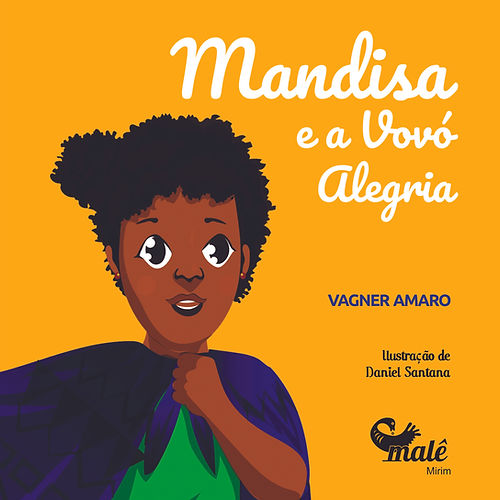 Mandisa
e a Vovó
Alegria
VAGNER AMARO
Ilustração de
Daniel Santana
malê
Mirim